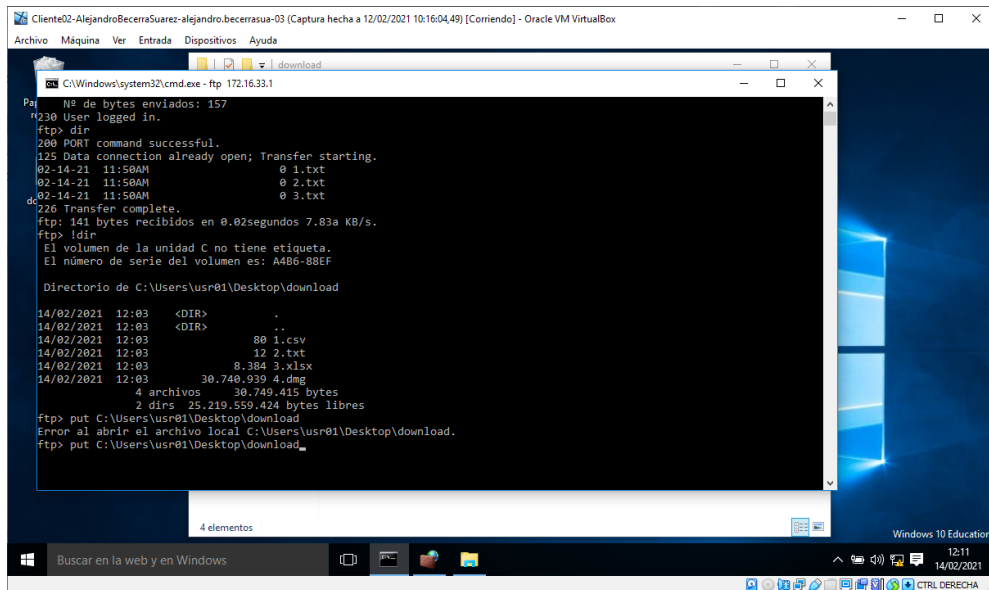 Cliente02-AlejandroBecerraSuarez-alejandro.becerrasua-03 (Captura hecha a 12/02/2021 10:16:04,49) [Corriendo] - Oracle VM VirtualBox
Archivo Máquina Ver Entrada Dispositivos Ayuda
download
C:\Windows\system32\cmd.exe - ftp 172.16.33.1
Nº de bytes enviados: 157
230 User logged in.
ftp> dir
200 PORT command successful.
125 Data connection already open; Transfer starting.
02-14-21 11:50AM 0 1.txt
02-14-21 11:50AM 0 2.txt
02-14-21 11:50AM 0 3.txt
226 Transfer complete.
ftp: 141 bytes recibidos en 0.02segundos 7.83a KB/s.
ftp> !dir
El volumen de la unidad C no tiene etiqueta.
El número de serie del volumen es: A4B6-88EF
Directorio de C:\Users\usr01\Desktop\download
14/02/2021 12:03 <DIR> .
14/02/2021 12:03 <DIR> ..
14/02/2021 12:03 80 1.csv
14/02/2021 12:03 12 2.txt
14/02/2021 12:03 8.384 3.xlsx
14/02/2021 12:03 30.740.939 4.dmg
4 archivos 30.749.415 bytes
2 dirs 25.219.559.424 bytes libres
ftp> put C:\Users\usr01\Desktop\download
Error al abrir el archivo local C:\Users\usr01\Desktop\download.
ftp> put C:\Users\usr01\Desktop\download_
4 elementos
Windows 10 Education
Buscar en la web y en Windows
12:11
14/02/2021
CTRL DERECHA